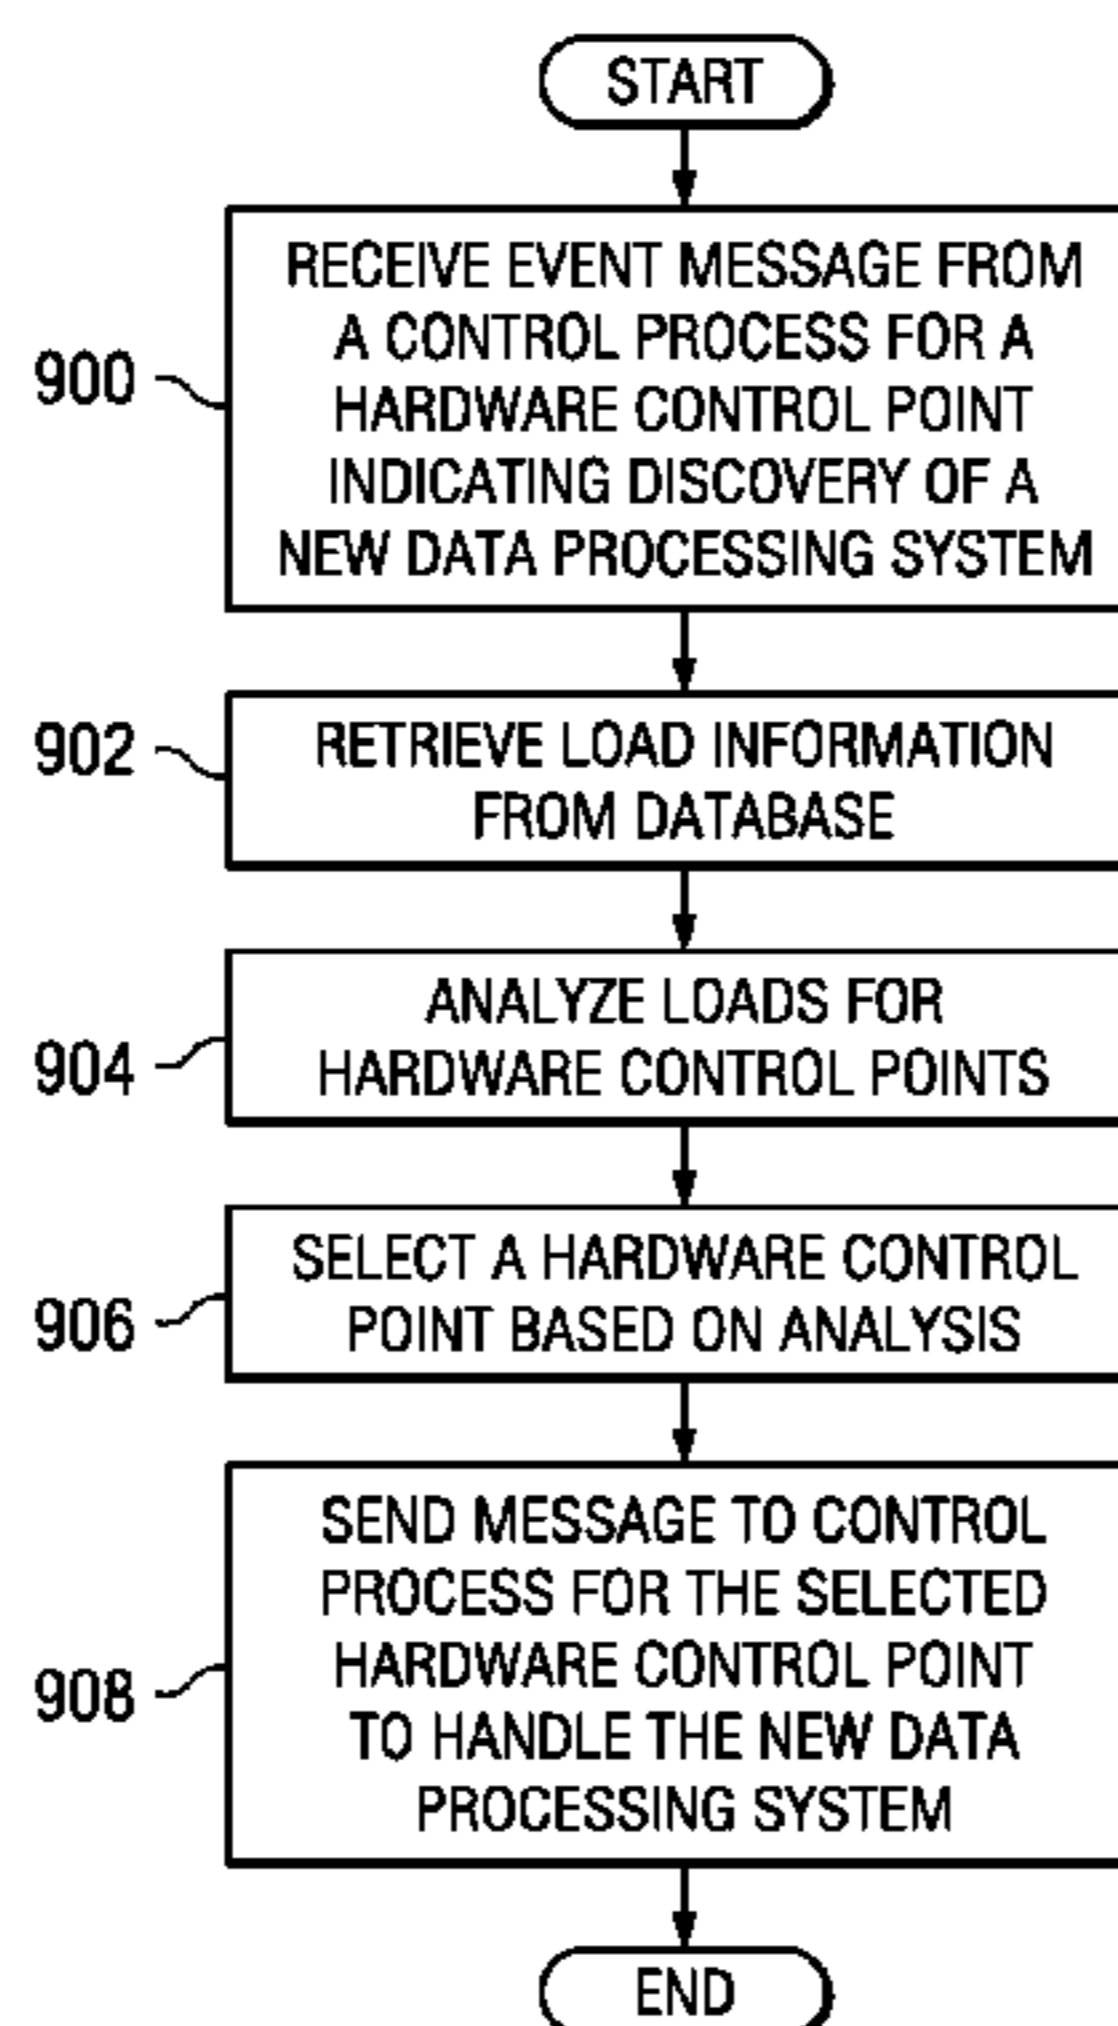 START
900
RECEIVE EVENT MESSAGE FROM
A CONTROL PROCESS FOR A
HARDWARE CONTROL POINT
INDICATING DISCOVERY OF A
NEW DATA PROCESSING SYSTEM
902
RETRIEVE LOAD INFORMATION
FROM DATABASE
904
ANALYZE LOADS FOR
HARDWARE CONTROL POINTS
906
SELECT A HARDWARE CONTROL
POINT BASED ON ANALYSIS
908
SEND MESSAGE TO CONTROL
PROCESS FOR THE SELECTED
HARDWARE CONTROL POINT
TO HANDLE THE NEW DATA
PROCESSING SYSTEM
END